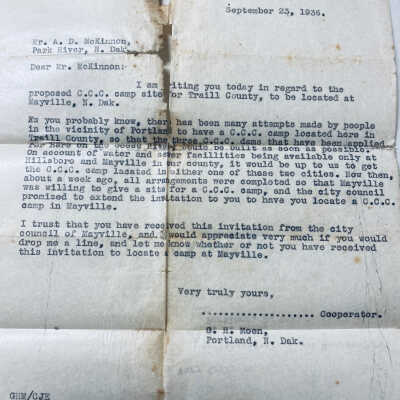 September 23, 1936.
Mr. A. D. McKinnon,
Park River, N. Dak.
Dear Mr. McKinnon:
I am writing you today in regard to the
proposed C.C.C. camp site for Traill County, to be located at
Mayville, N. Dak.
As you probably know, there has been many attempts made by people
in the vicinity of Portland to have a C.C.C. camp located here in
Traill County, so that the three C.C.C. dams that have been applied
for here on the Goose River should be built as soon as possible.
On account of water and sewer facilities being available only at
Hillsboro and Mayville in our county, it would be up to us to get
the C.C.C. camp located in either one of these two cities. Now then,
about a week ago, all arrangements were completed so that Mayville
was willing to give a site for a C.C.C. camp, and the city council
promised to extend the invitation to you to have you locate a C.C.C.
camp in Mayville.
I trust that you have received this invitation from the city
council of Mayville, and I would appreciate very much if you would
drop me a line, and let me know whether or not you have received
this invitation to locate a camp at Mayville.
Very truly yours,
................... Cooperator.
G. H. Moen,
Portland, N. Dak.
GHM/CJE